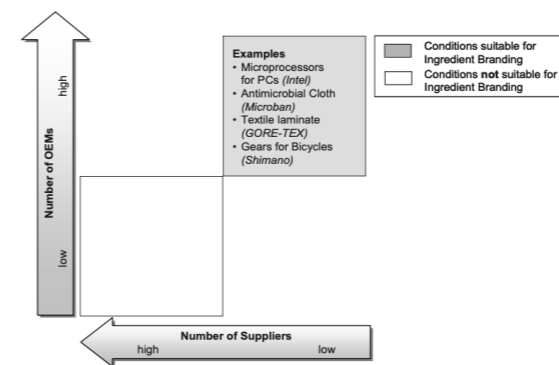 Examples
• Microprocessors
for PCs (Intel)
• Antimicrobial Cloth
(Microban)
• Textile laminate
(GORE-TEX)
• Gears for Bicycles
(Shimano)
Conditions suitable for
Ingredient Branding
Conditions not suitable for
Ingredient Branding
Number of OEMs
high
low
Number of Suppliers
high
low